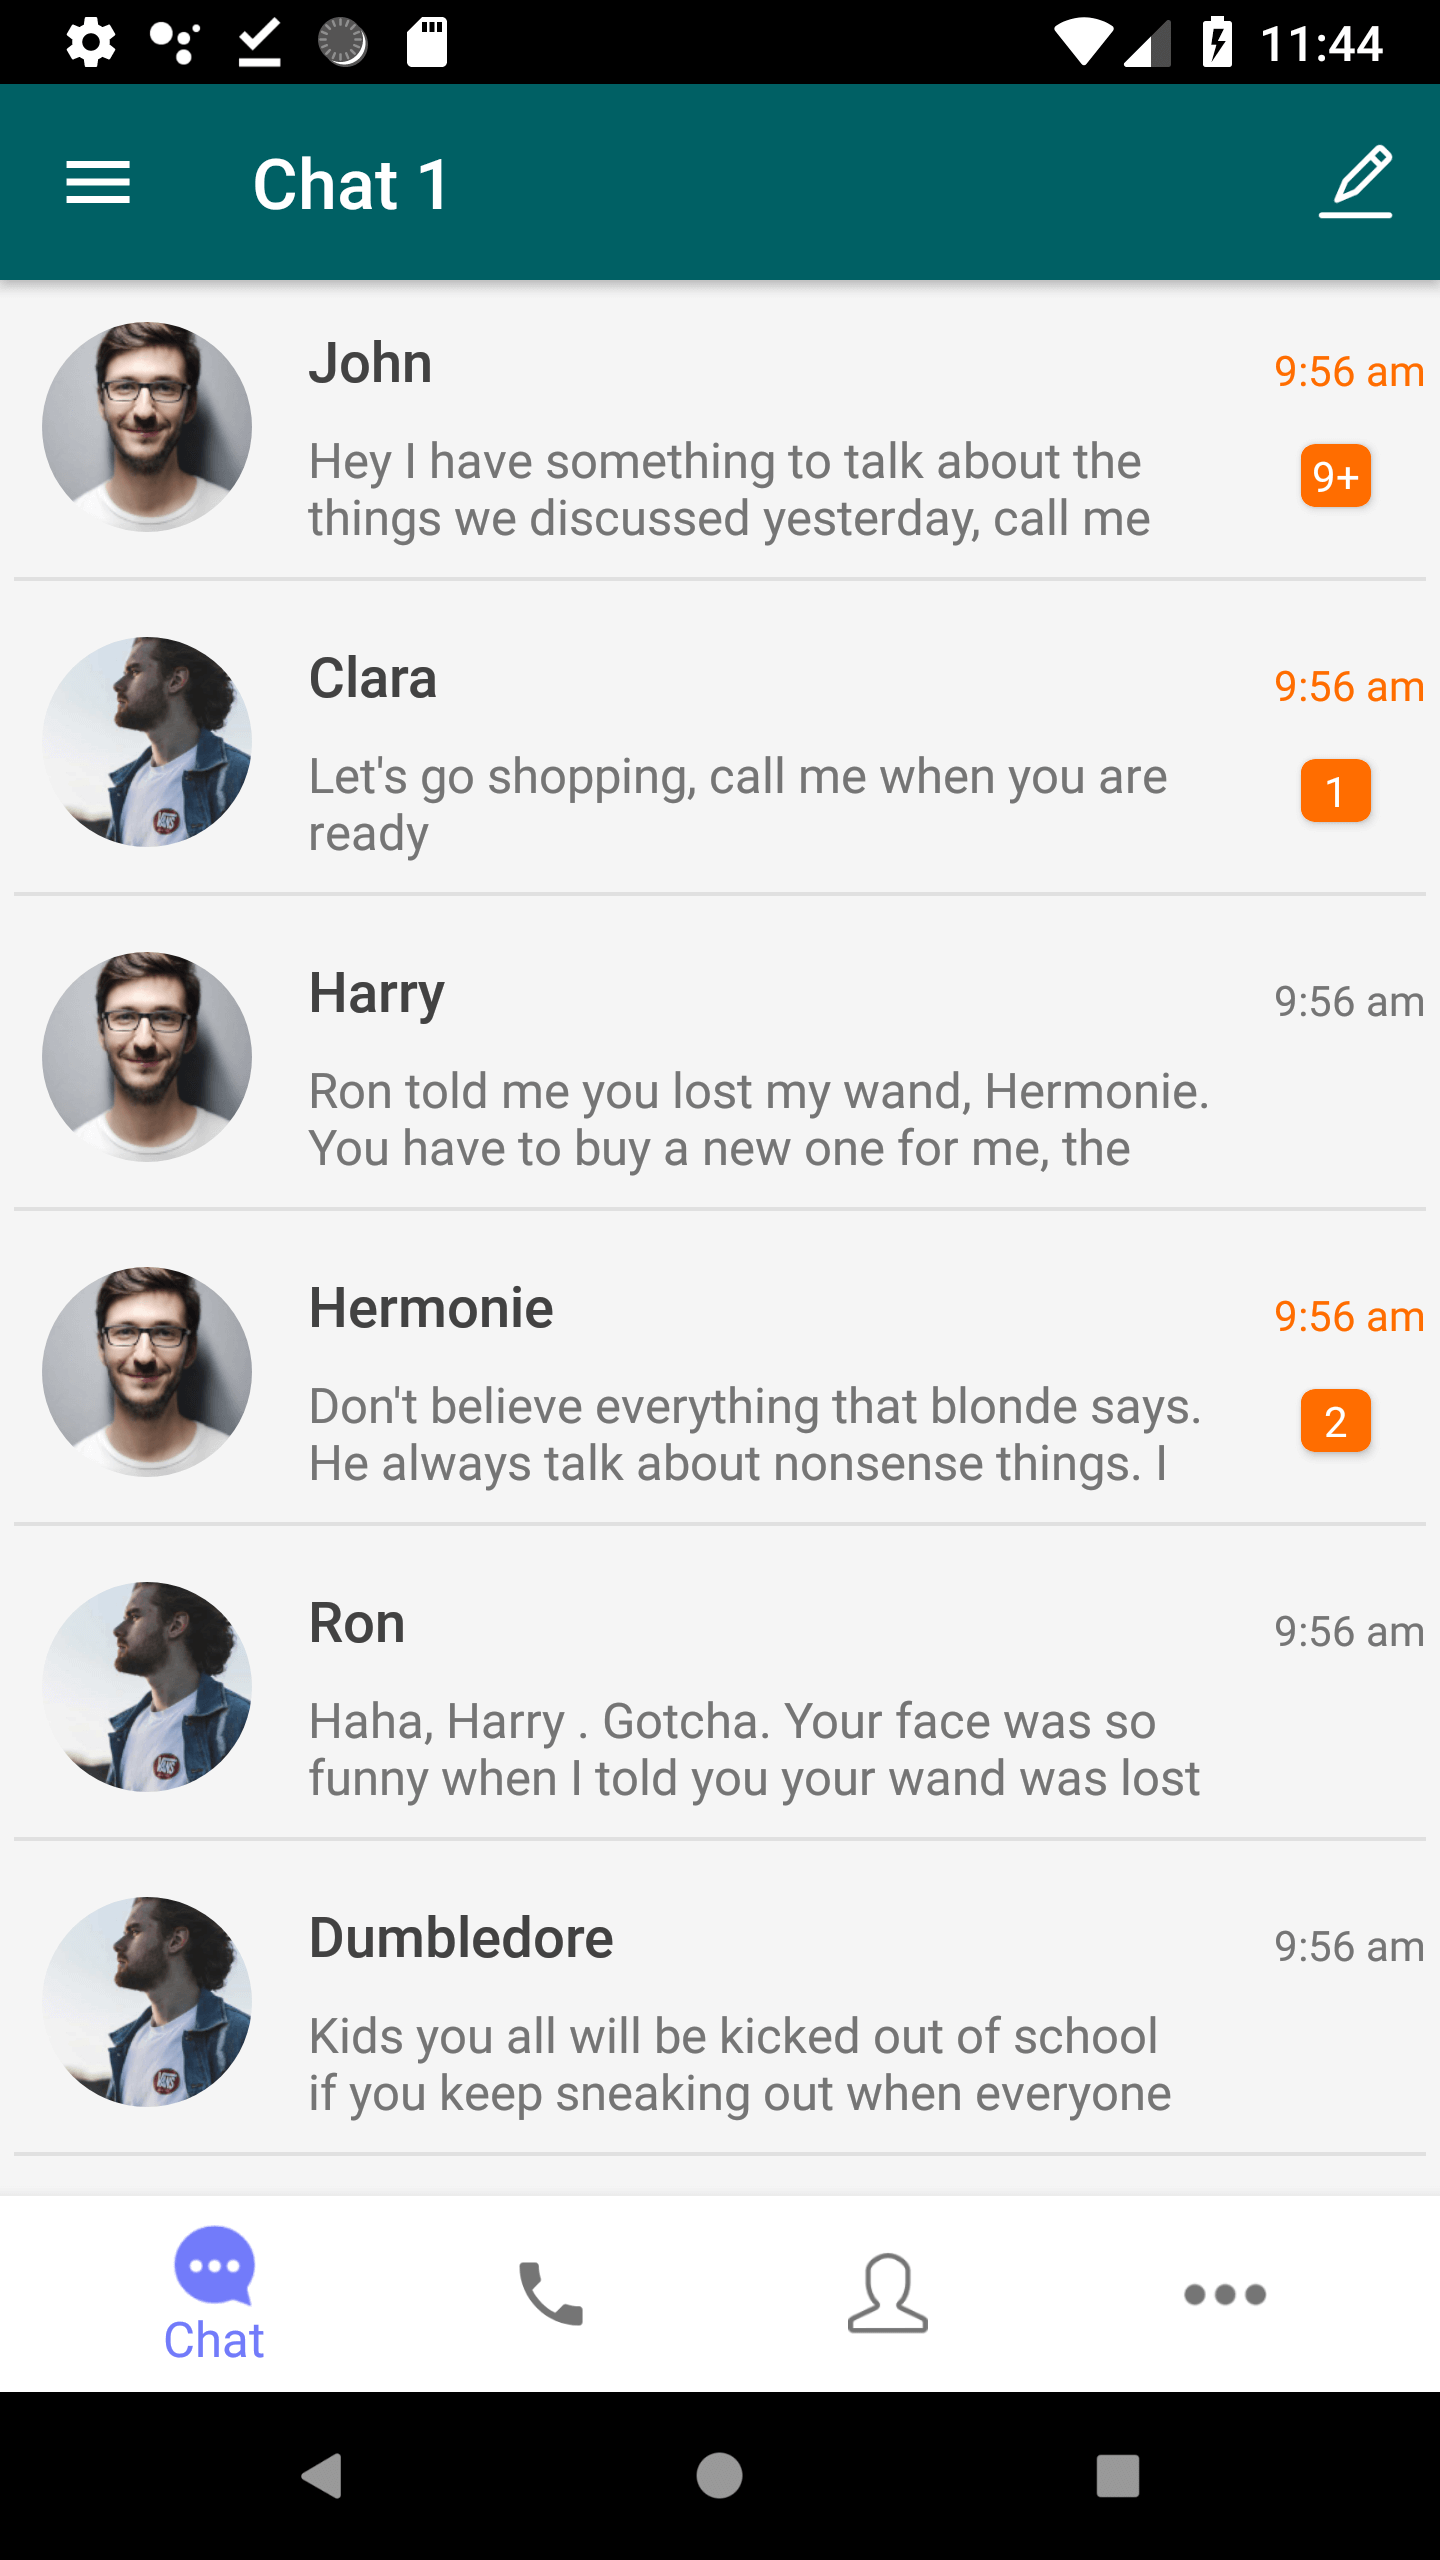 11:44
Chat 1
John
9:56 am
Hey I have something to talk about the
things we discussed yesterday, call me
9+
Clara
9:56 am
Let's go shopping, call me when you are
ready
1
Harry
9:56 am
Ron told me you lost my wand, Hermonie.
You have to buy a new one for me, the
Hermonie
9:56 am
Don't believe everything that blonde says.
He always talk about nonsense things. I
2
Ron
9:56 am
Haha, Harry . Gotcha. Your face was so
funny when I told you your wand was lost
Dumbledore
9:56 am
Kids you all will be kicked out of school
if you keep sneaking out when everyone
Chat